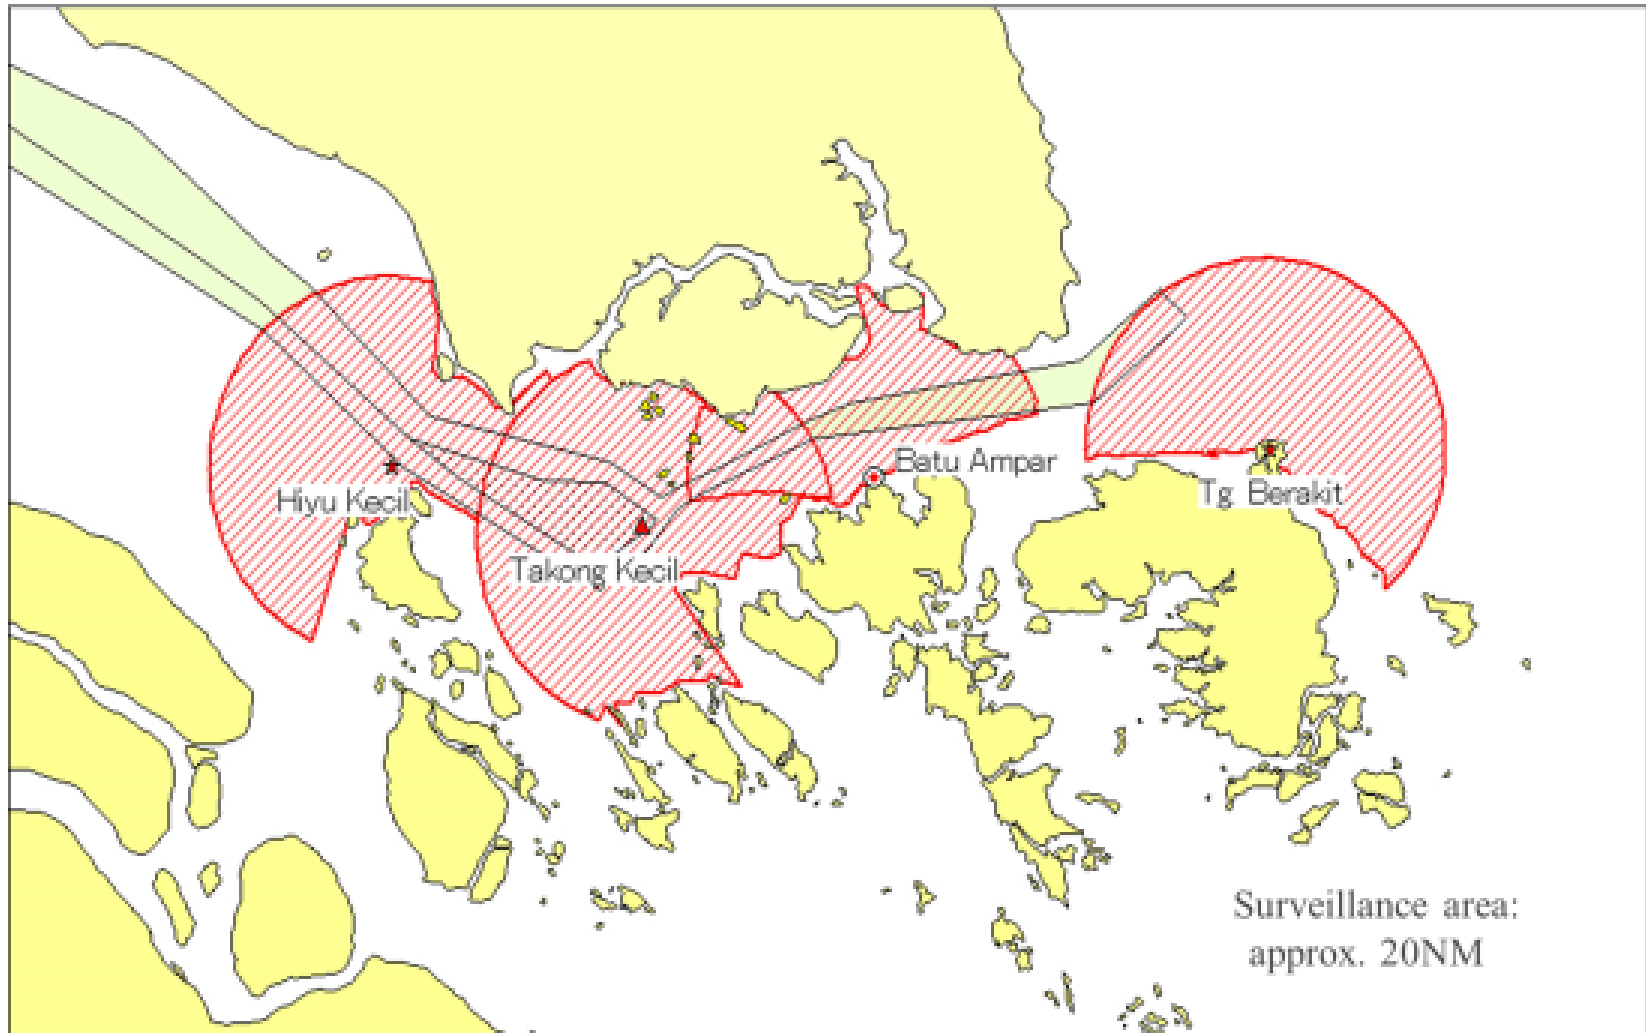 Batu Ampar
Hiyu Kecil
Tg Berakit
Takong Kecil
Surveillance area:
approx. 20NM